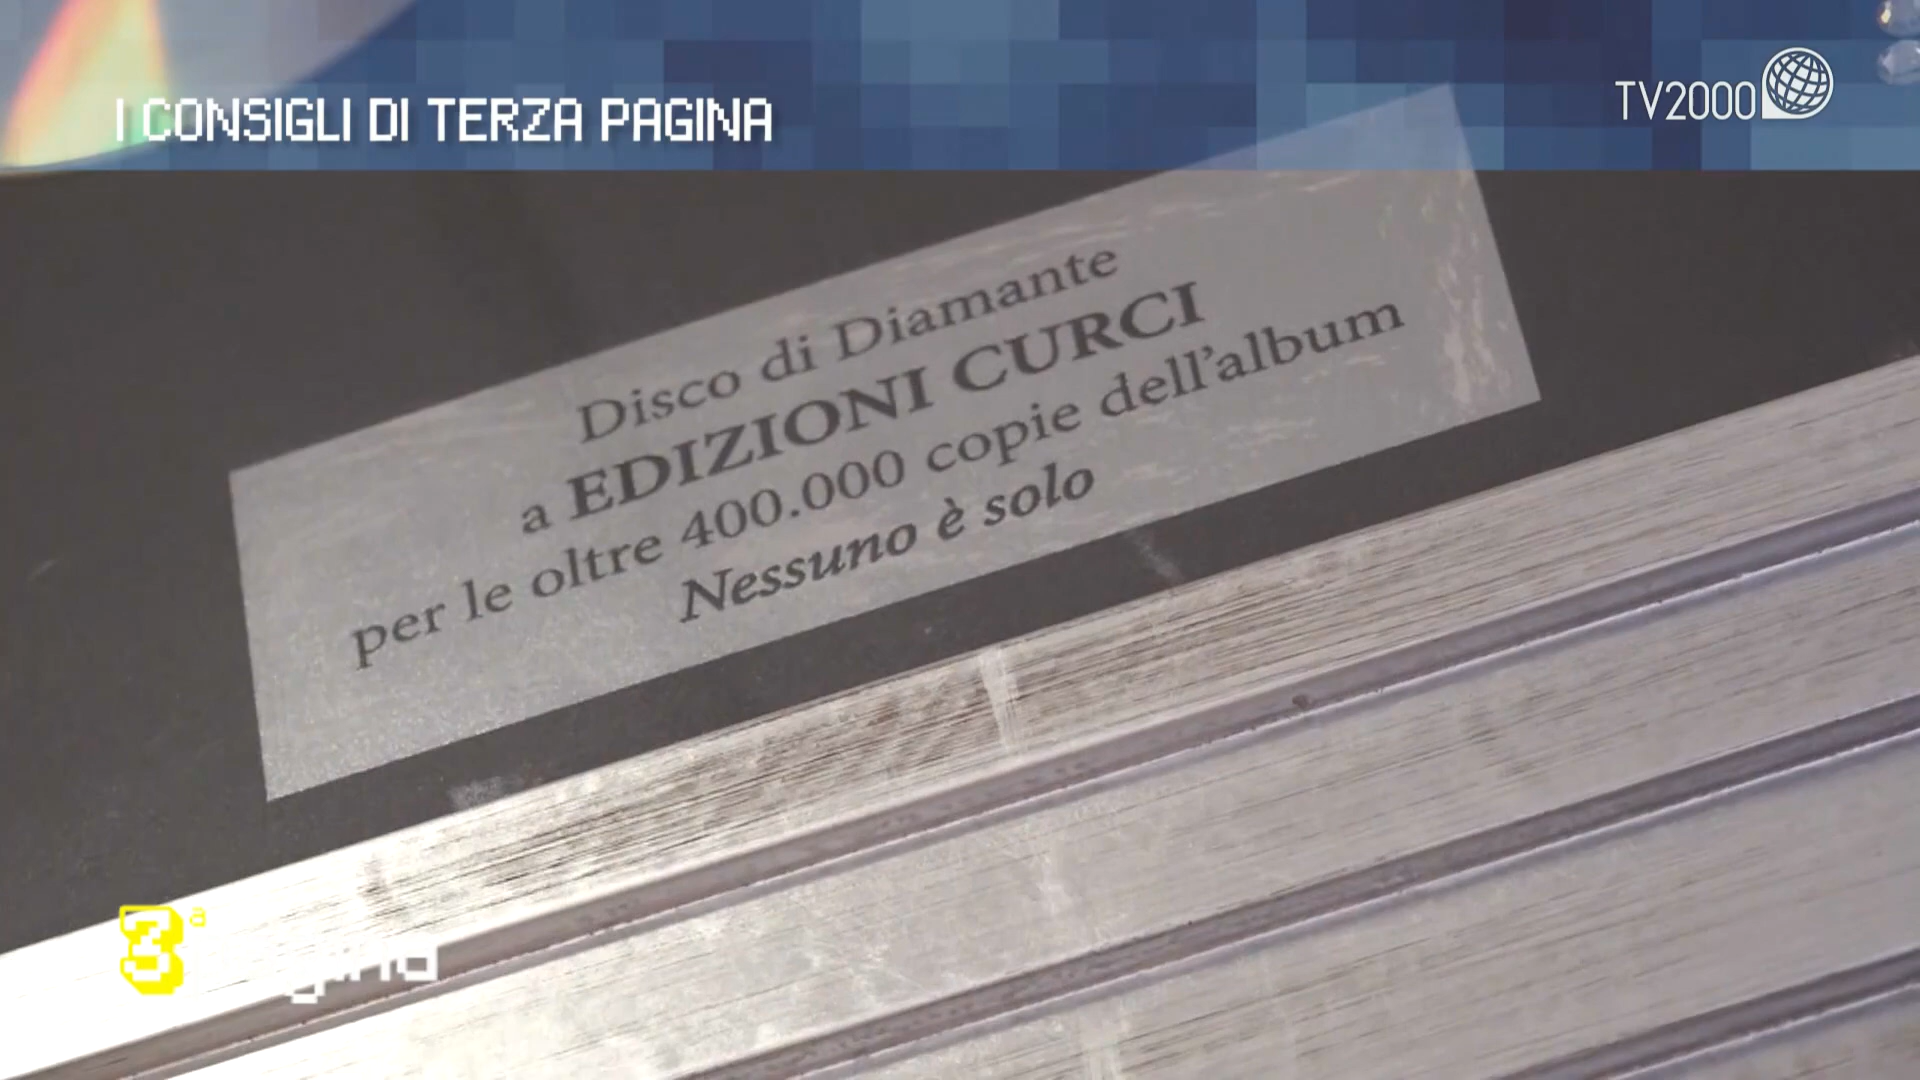 I CONSIGLI DI TERZA PAGINA
TV2000
Disco di Diamante
a EDIZIONI CURCI
per le oltre 400.000 copie dell'album
Nessuno è solo
3ª